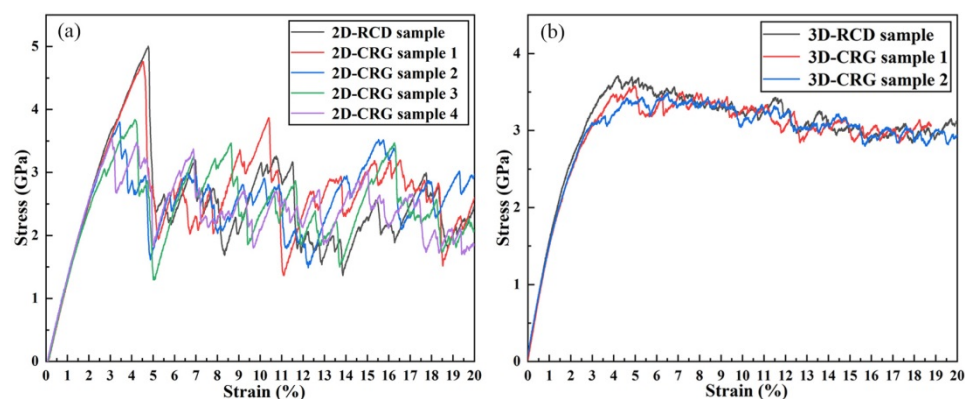 (a)
2D-RCD sample
2D-CRG sample 1
2D-CRG sample 2
2D-CRG sample 3
2D-CRG sample 4
5
4
3
2
1
0
Stress (GPa)
0 1 2 3 4 5 6 7 8 9 10 11 12 13 14 15 16 17 18 19 20
Strain (%)
(b)
3D-RCD sample
3D-CRG sample 1
3D-CRG sample 2
4
3
2
1
0
Stress (GPa)
0 1 2 3 4 5 6 7 8 9 10 11 12 13 14 15 16 17 18 19 20
Strain (%)